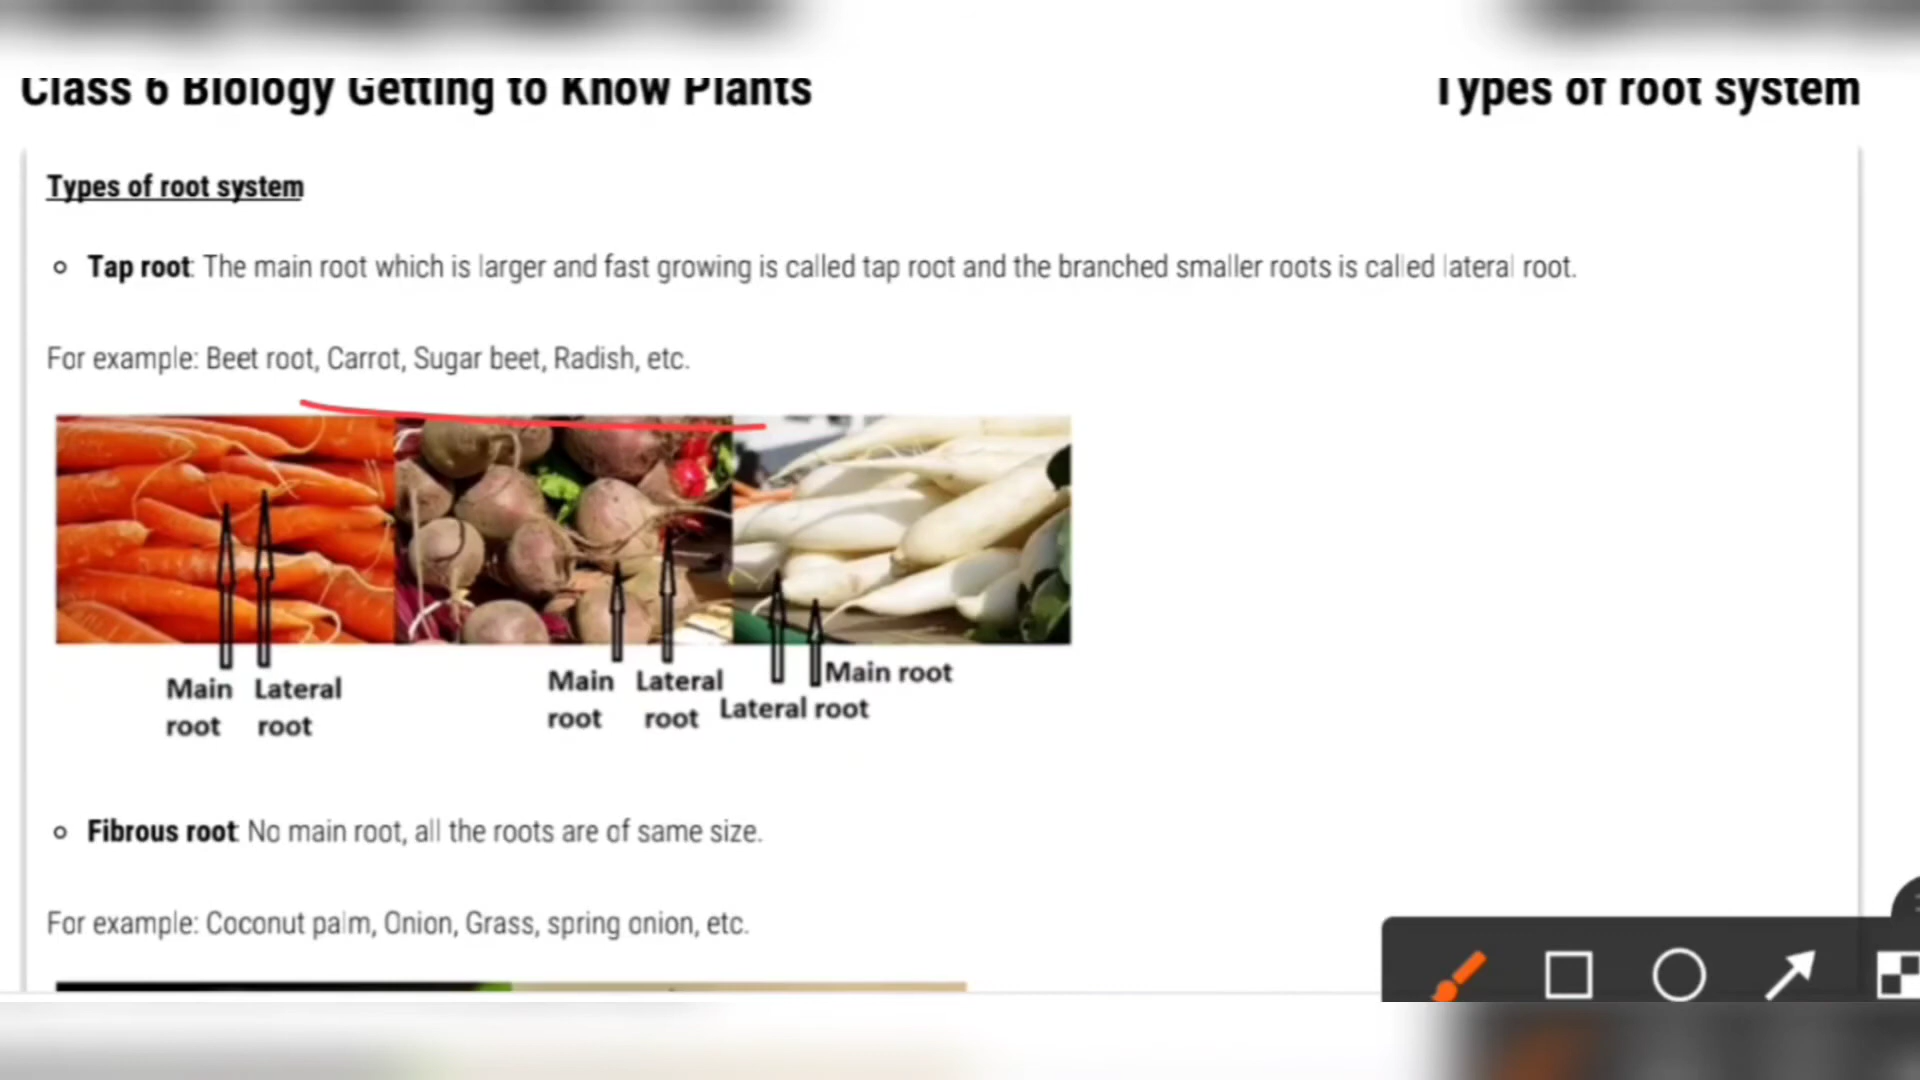 Class 6 Biology Getting to Know Plants
Types of root system
Types of root system
Tap root: The main root which is larger and fast growing is called tap root and the branched smaller roots is called lateral root.
For example: Beet root, Carrot, Sugar beet, Radish, etc.
Main root
Lateral root
Main root
Lateral root
Lateral root
Main root
Fibrous root: No main root, all the roots are of same size.
For example: Coconut palm, Onion, Grass, spring onion, etc.